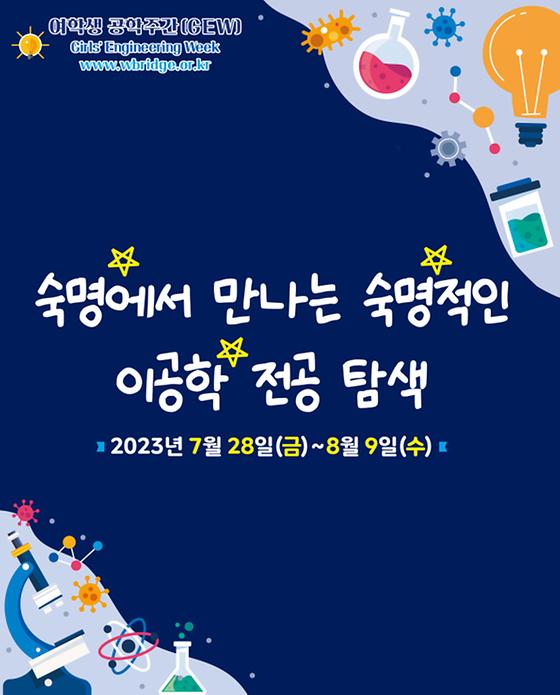 여학생 공학주간(GEW)
Girls' Engineering Week
www.wbridge.or.kr
숙명에서 만나는 숙명적인
이공학 전공 탐색
2023년 7월 28일(금)~8월 9일(수)